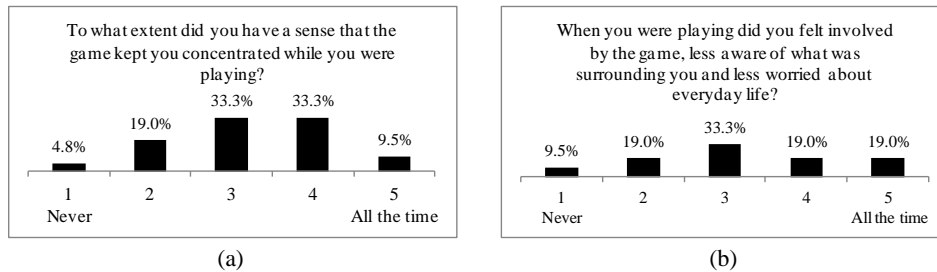 To what extent did you have a sense that the
game kept you concentrated while you were
playing?
33.3% 33.3%
19.0%
9.5%
4.8%
1 2 3 4 5
Never All the time
(a)
When you were playing did you felt involved
by the game, less aware of what was
surrounding you and less worried about
everyday life?
33.3%
19.0% 19.0% 19.0%
9.5%
1 2 3 4 5
Never All the time
(b)